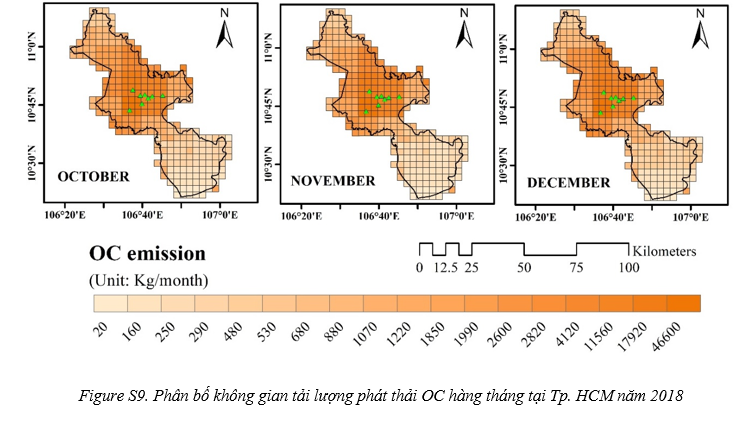 N
N
N
11°0'N
10°45'N
10°30'N
OCTOBER
106°20'E
106°40'E
107°0'E
11°0'N
10°45'N
10°30'N
NOVEMBER
106°20'E
106°40'E
107°0'E
11°0'N
10°45'N
10°30'N
DECEMBER
106°20'E
106°40'E
107°0'E
OC emission
(Unit: Kg/month)
Kilometers
0 12.5 25 50 75 100
20 160 250 290 480 530 680 880 1070 1220 1850 1990 2600 2820 4120 11560 17920 46600
Figure S9. Phân bố không gian tải lượng phát thải OC hàng tháng tại Tp. HCM năm 2018